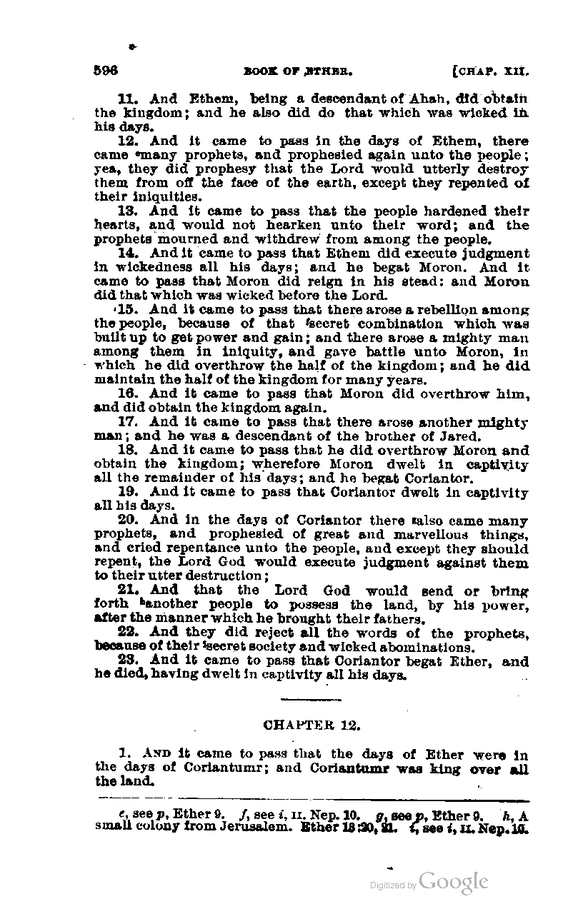 596 BOOK OF ETHER. [CHAP. XII.
11. And Ethem, being a descendant of Ahah, did obtain
the kingdom; and he also did do that which was wicked in
his days.
12. And it came to pass in the days of Ethem, there
came ᵉmany prophets, and prophesied again unto the people;
yea, they did prophesy that the Lord would utterly destroy
them from off the face of the earth, except they repented of
their iniquities.
13. And it came to pass that the people hardened their
hearts, and would not hearken unto their word; and the
prophets mourned and withdrew from among the people.
14. And it came to pass that Ethem did execute judgment
in wickedness all his days; and he begat Moron. And it
came to pass that Moron did reign in his stead: and Moron
did that which was wicked before the Lord.
15. And it came to pass that there arose a rebellion among
the people, because of that ᶠsecret combination which was
built up to get power and gain; and there arose a mighty man
among them in iniquity, and gave battle unto Moron, in
which he did overthrow the half of the kingdom; and he did
maintain the half of the kingdom for many years.
16. And it came to pass that Moron did overthrow him,
and did obtain the kingdom again.
17. And it came to pass that there arose another mighty
man; and he was a descendant of the brother of Jared.
18. And it came to pass that he did overthrow Moron and
obtain the kingdom; wherefore Moron dwelt in captivity
all the remainder of his days; and he begat Coriantor.
19. And it came to pass that Coriantor dwelt in captivity
all his days.
20. And in the days of Coriantor there ᵍalso came many
prophets, and prophesied of great and marvellous things,
and cried repentance unto the people, and except they should
repent, the Lord God would execute judgment against them
to their utter destruction;
21. And that the Lord God would send or bring
forth ʰanother people to possess the land, by his power,
after the manner which he brought their fathers.
22. And they did reject all the words of the prophets,
because of their ⁱsecret society and wicked abominations.
23. And it came to pass that Coriantor begat Ether, and
he died, having dwelt in captivity all his days.
CHAPTER 12.
1. AND it came to pass that the days of Ether were in
the days of Coriantumr; and Coriantumr was king over all
the land.
e, see p, Ether 9. f, see i, II. Nep. 10. g, see p, Ether 9. h, A
small colony from Jerusalem. Ether 13:20, 21. i, see i, II. Nep. 10.
Digitized by Google